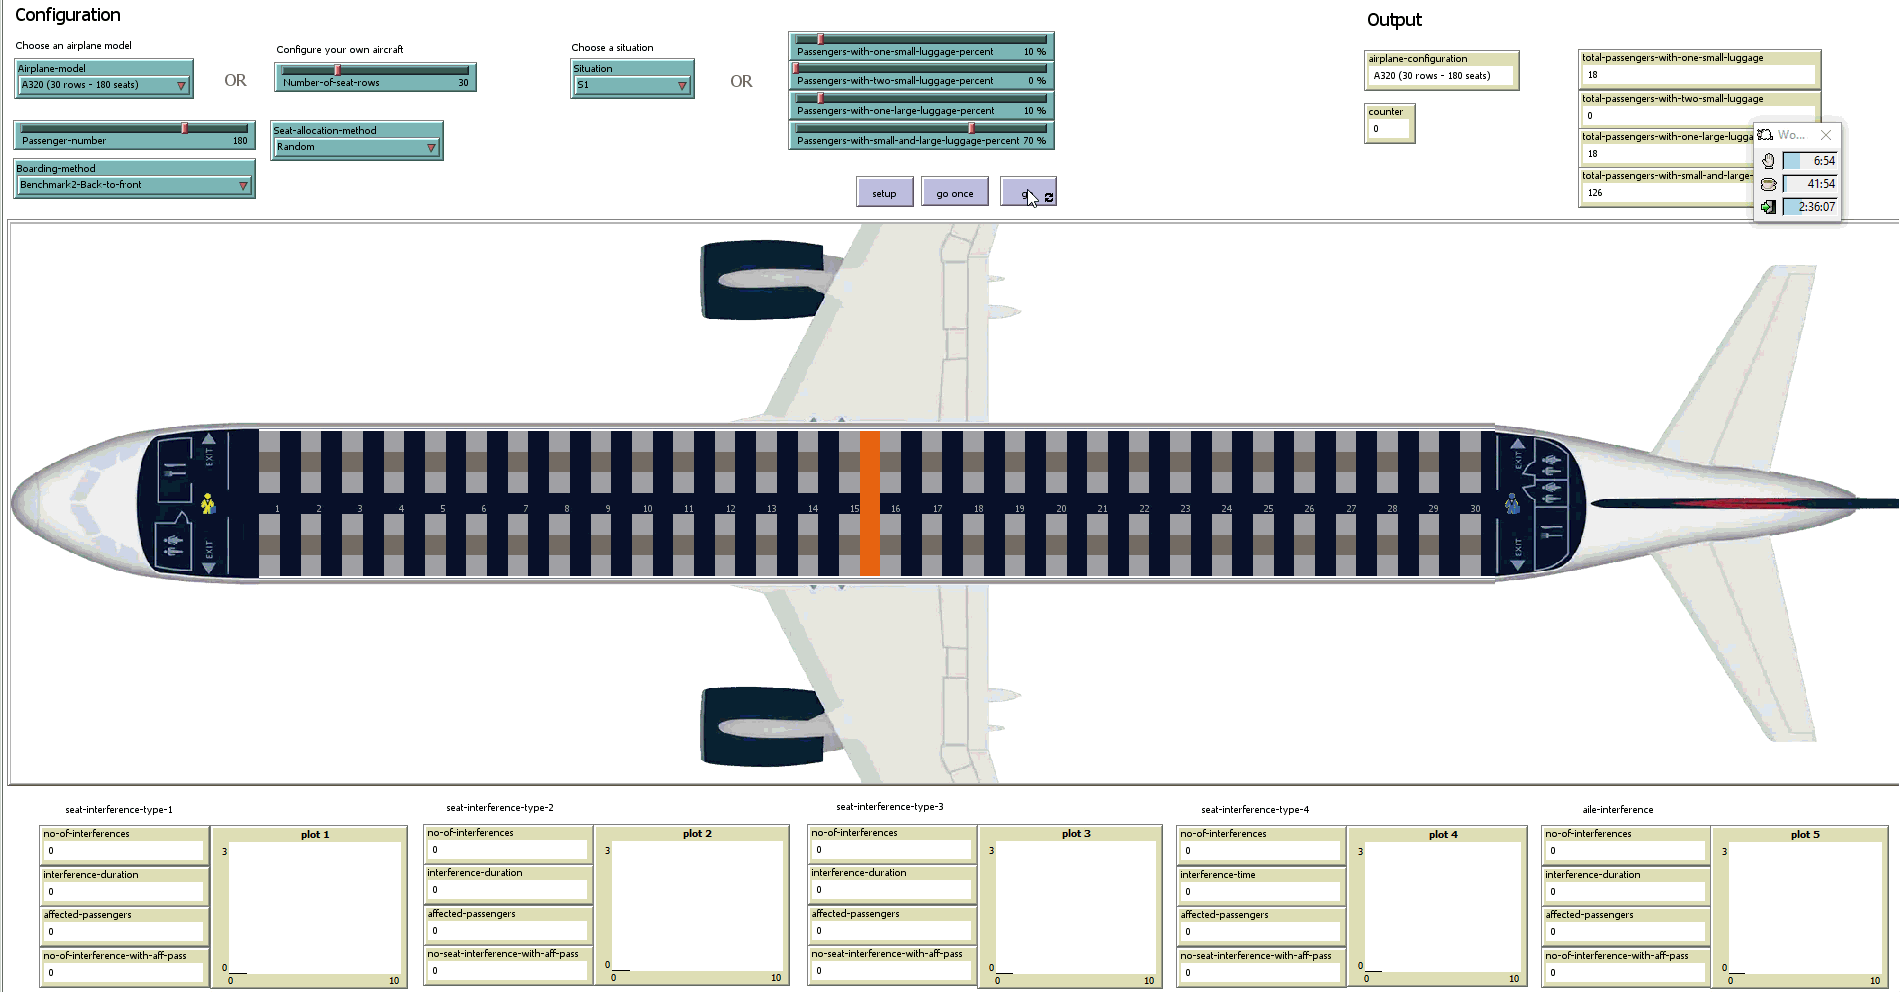 Configuration
Choose an airplane model
Airplane-model
A320 (30 rows - 180 seats)
OR
Configure your own aircraft
Number-of-seat-rows 30
Passenger-number 180
Seat-allocation-method
Random
Boarding-method
Benchmark2-Back-to-front
Choose a situation
Situation
S1
OR
Passengers-with-one-small-luggage-percent 10 %
Passengers-with-two-small-luggage-percent 0 %
Passengers-with-one-large-luggage-percent 10 %
Passengers-with-small-and-large-luggage-percent 70 %
setup
go once
Output
airplane-configuration
A320 (30 rows - 180 seats)
counter
0
total-passengers-with-one-small-luggage
18
total-passengers-with-two-small-luggage
0
total-passengers-with-one-large-lugga
18
total-passengers-with-small-and-large-
126
Wo...
6:54
41:54
2:36:07
EXIT
EXIT
1 2 3 4 5 6 7 8 9 10 11 12 13 14 15 16 17 18 19 20 21 22 23 24 25 26 27 28 29 30
EXIT
EXIT
seat-interference-type-1
no-of-interferences
0
interference-duration
0
affected-passengers
0
no-of-interference-with-aff-pass
0
plot 1
3
0
0 10
seat-interference-type-2
no-of-interferences
0
interference-duration
0
affected-passengers
0
no-seat-interference-with-aff-pass
0
plot 2
3
0
0 10
seat-interference-type-3
no-of-interferences
0
interference-duration
0
affected-passengers
0
no-seat-interference-with-aff-pass
0
plot 3
3
0
0 10
seat-interference-type-4
no-of-interferences
0
interference-time
0
affected-passengers
0
no-seat-interference-with-aff-pass
0
plot 4
3
0
0 10
aile-interference
no-of-interferences
0
interference-duration
0
affected-passengers
0
no-of-interference-with-aff-pass
0
plot 5
3
0
0 10